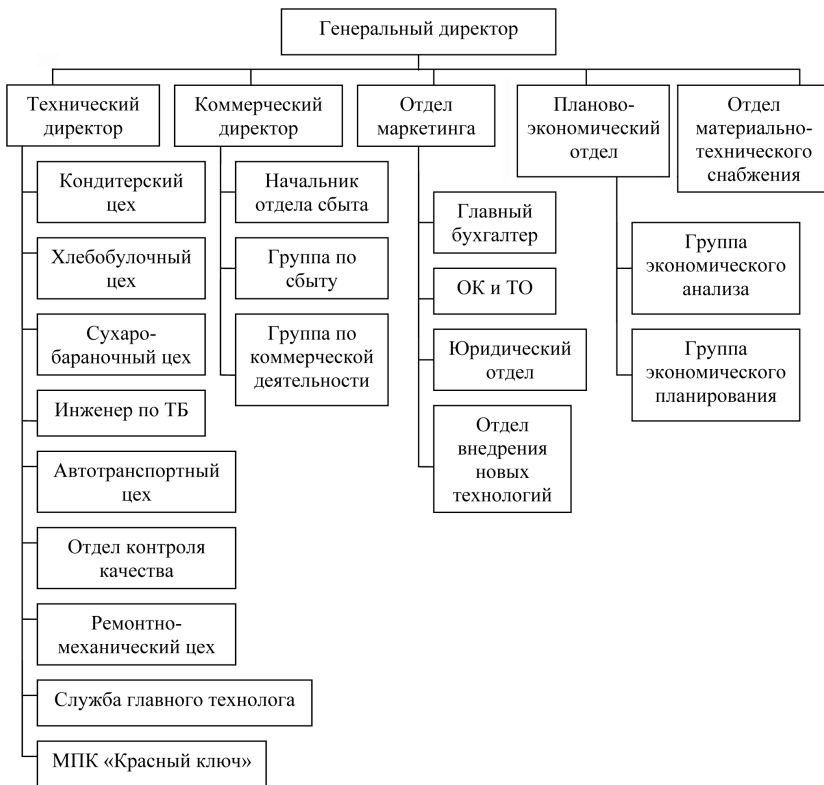 Генеральный директор
Технический
директор
Коммерческий
директор
Отдел
маркетинга
Планово-
экономический
отдел
Отдел
материально-
технического
снабжения
Кондитерский
цех
Хлебобулочный
цех
Сухаро-
бараночный цех
Инженер по ТБ
Автотранспортный
цех
Отдел контроля
качества
Ремонтно-
механический цех
Служба главного технолога
МПК «Красный ключ»
Начальник
отдела сбыта
Группа по
сбыту
Группа по
коммерческой
деятельности
Главный
бухгалтер
ОК и ТО
Юридический
отдел
Отдел
внедрения
новых
технологий
Группа
экономического
анализа
Группа
экономического
планирования